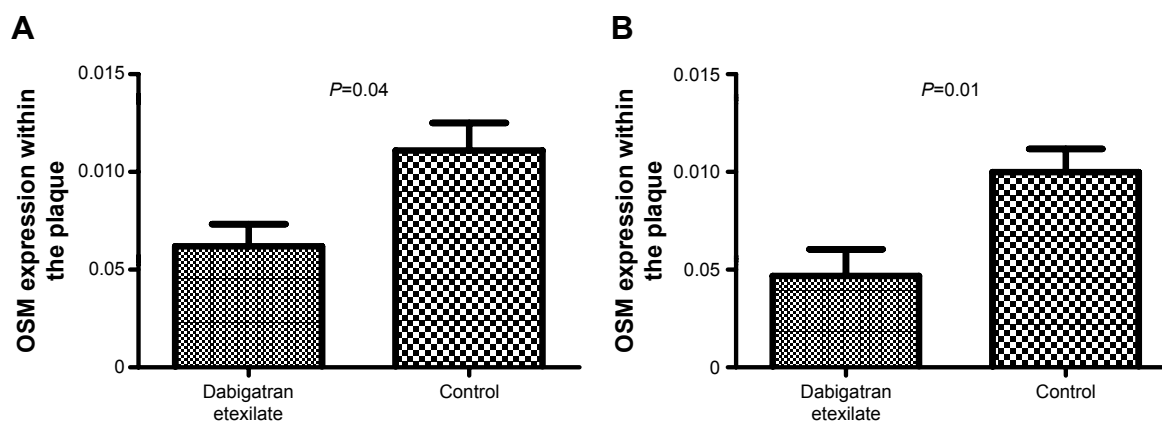 A
OSM expression within
the plaque
0.015
0.010
0.05
0
P=0.04
Dabigatran
etexilate
Control
B
OSM expression within
the plaque
0.015
0.010
0.05
0
P=0.01
Dabigatran
etexilate
Control